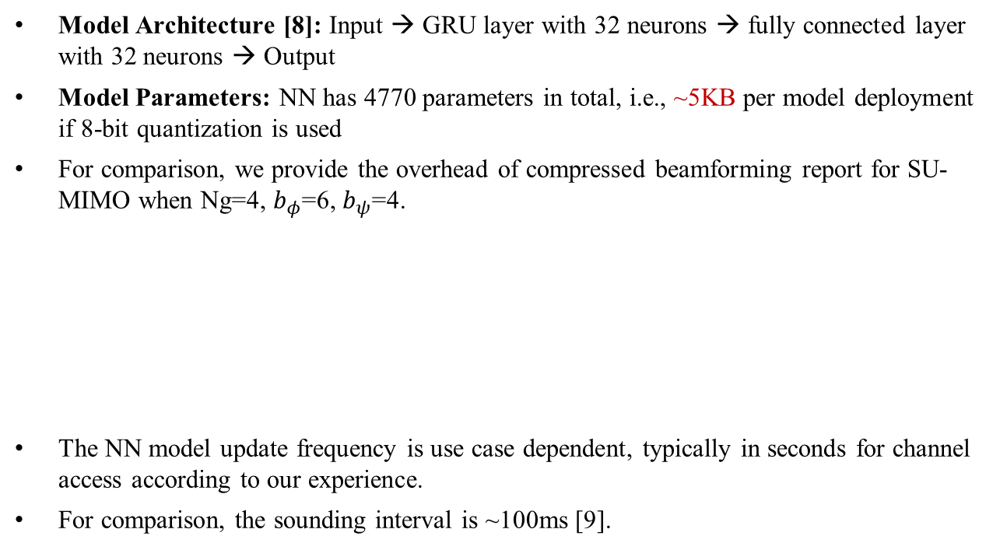 • Model Architecture [8]: Input → GRU layer with 32 neurons → fully connected layer
with 32 neurons → Output
• Model Parameters: NN has 4770 parameters in total, i.e., ~5KB per model deployment
if 8-bit quantization is used
• For comparison, we provide the overhead of compressed beamforming report for SU-
MIMO when Ng=4, 𝑏𝜙=6, 𝑏𝜓=4.
• The NN model update frequency is use case dependent, typically in seconds for channel
access according to our experience.
• For comparison, the sounding interval is ~100ms [9].